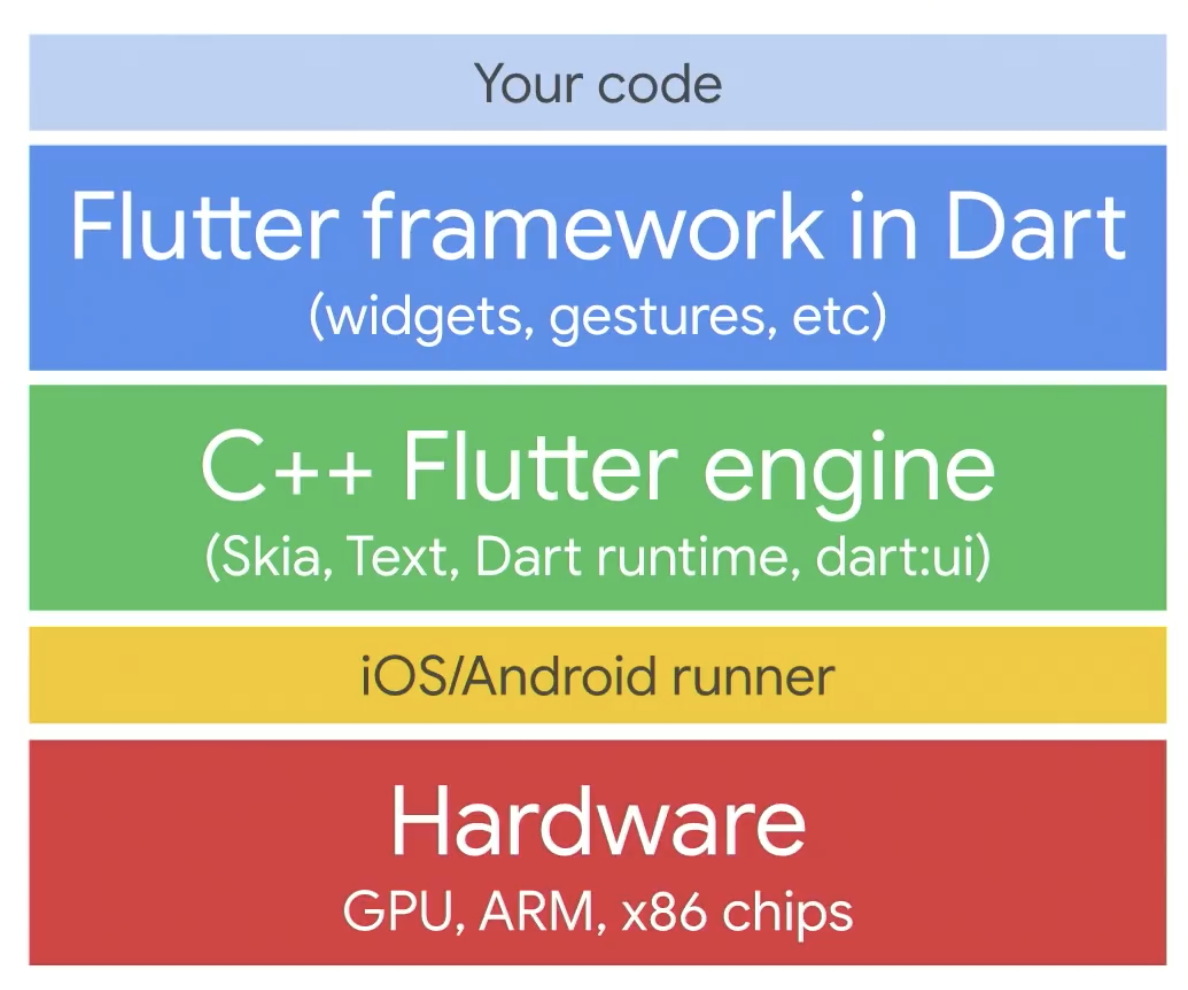 Your code
Flutter framework in Dart
(widgets, gestures, etc)
C++ Flutter engine
(Skia, Text, Dart runtime, dart:ui)
iOS/Android runner
Hardware
GPU, ARM, x86 chips